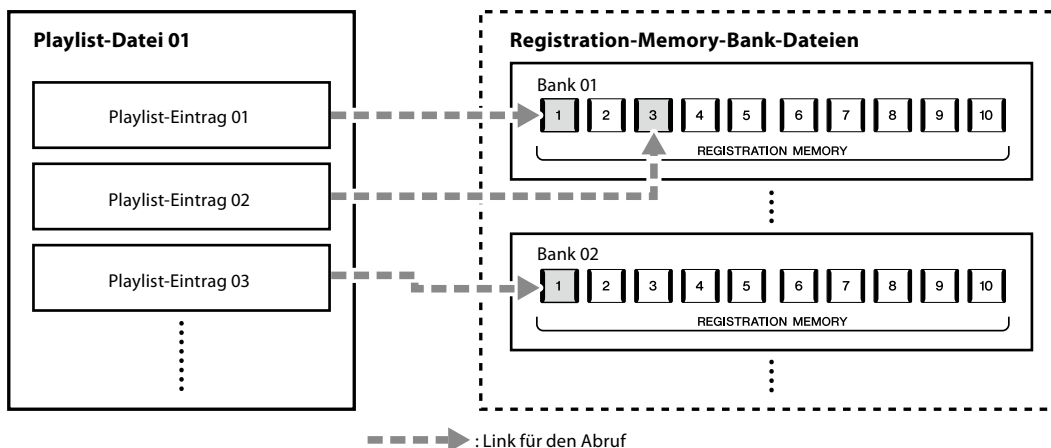 Playlist-Datei 01
Playlist-Eintrag 01
Playlist-Eintrag 02
Playlist-Eintrag 03
Registration-Memory-Bank-Dateien
Bank 01
1 2 3 4 5 6 7 8 9 10
REGISTRATION MEMORY
Bank 02
1 2 3 4 5 6 7 8 9 10
REGISTRATION MEMORY
: Link für den Abruf